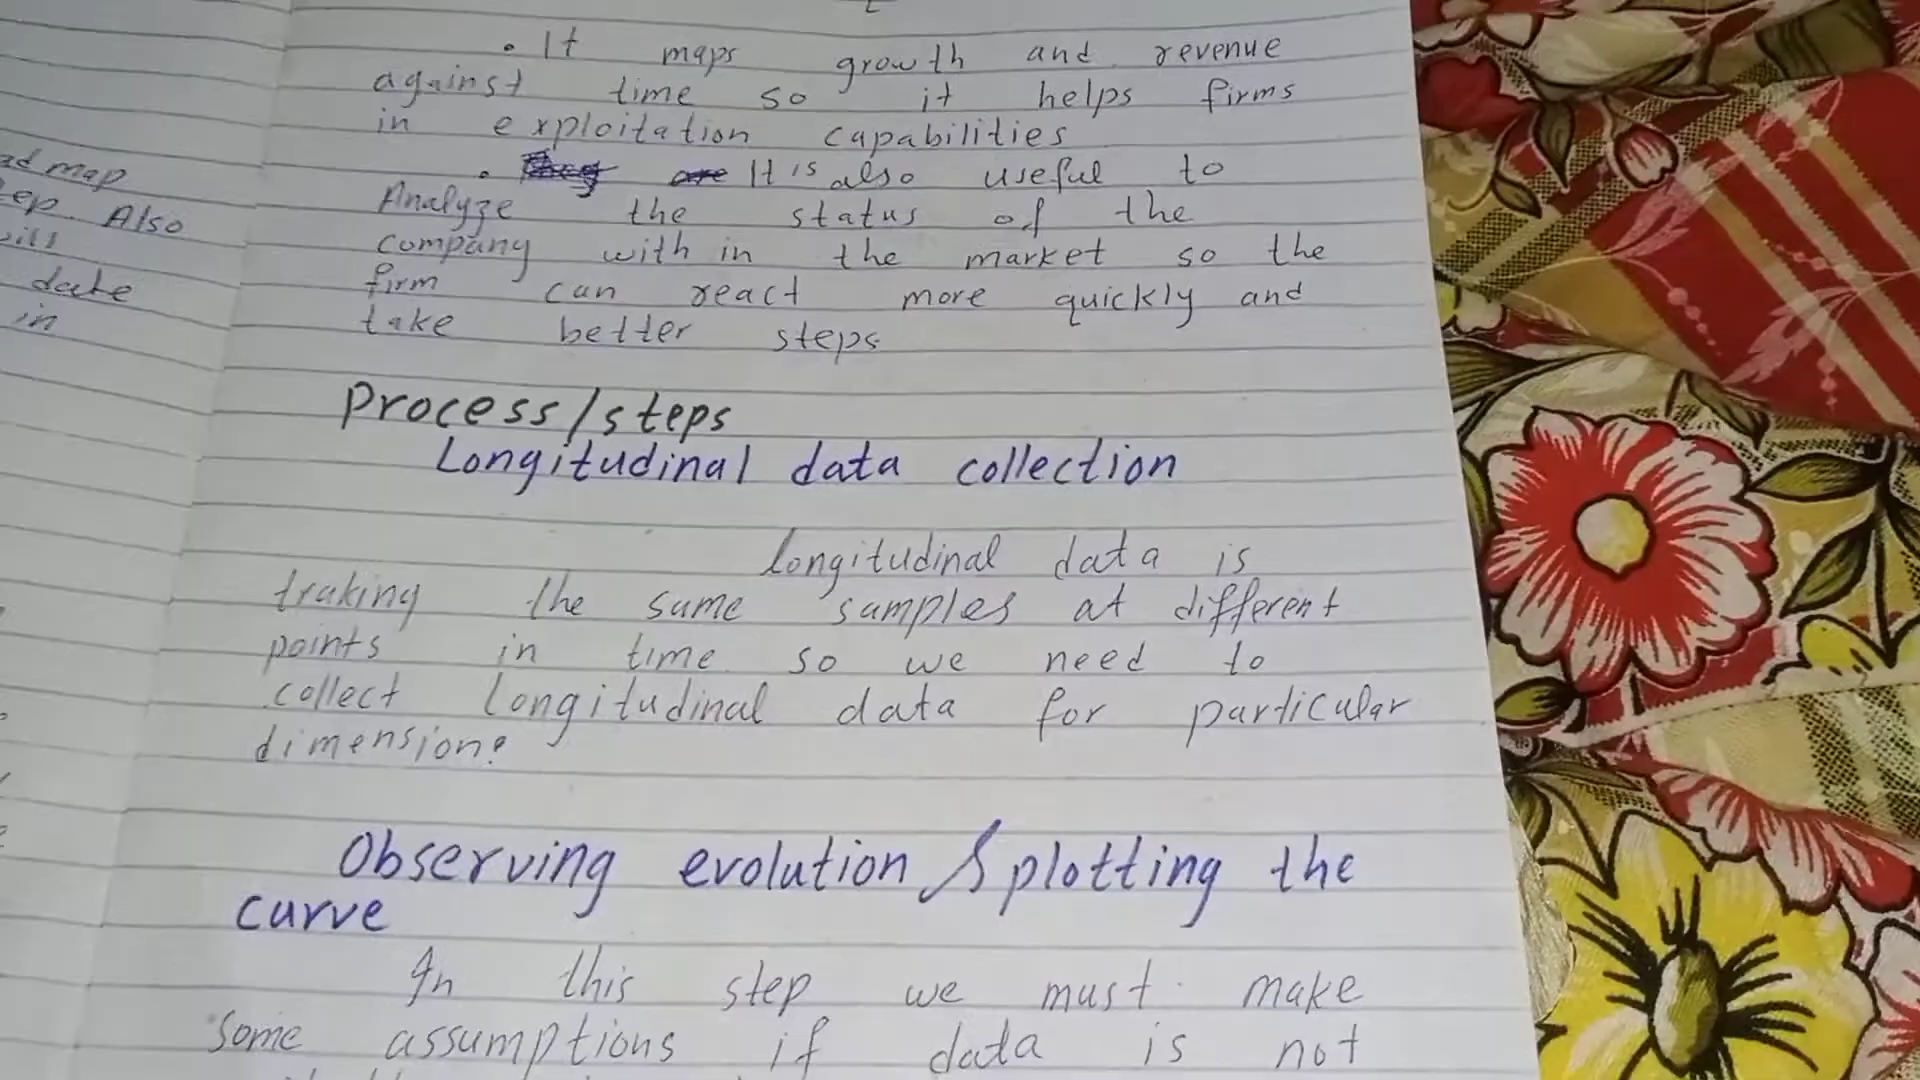 • It maps growth and revenue
against time so it helps firms
in exploitation capabilities
• It is also useful to
Analyze the status of the
company with in the market so the
firm can react more quickly and
take better steps
Process/steps
Longitudinal data collection
longitudinal data is
traking the same samples at different
points in time so we need to
collect longitudinal data for particular
dimension.
Observing evolution & plotting the
curve
In this step we must make
some assumptions if data is not
map
Also
date
in